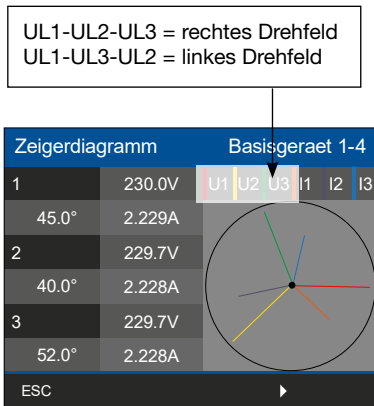 UL1-UL2-UL3 = rechtes Drehfeld
UL1-UL3-UL2 = linkes Drehfeld
Zeigerdiagramm Basisgeraet 1-4
1 230.0V U1 U2 U3 I1 I2 I3
45.0° 2.229A
2 229.7V
40.0° 2.228A
3 229.7V
52.0° 2.228A
ESC